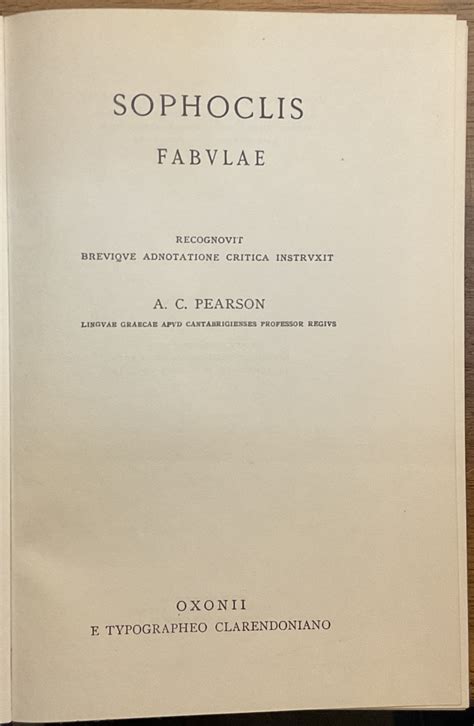 SOPHOCLIS
FABVLAE
RECOGNOVIT
BREVIQVE ADNOTATIONE CRITICA INSTRVXIT
A. C. PEARSON
LINGVAE GRAECAE APVD CANTABRIGIENSES PROFESSOR REGIVS
OXONII
E TYPOGRAPHEO CLARENDONIANO